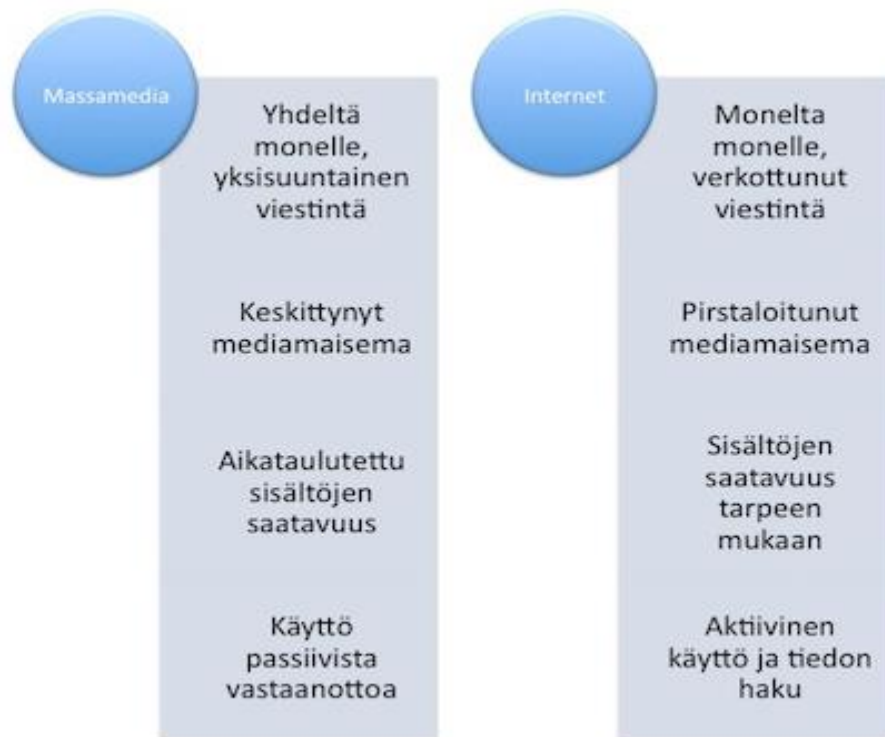 Massamedia
Yhdeltä
monelle,
yksisuuntainen
viestintä
Keskittynyt
mediamaisema
Aikataulutettu
sisältöjen
saatavuus
Käyttö
passiivista
vastaanottoa
Internet
Monelta
monelle,
verkottunut
viestintä
Pirstaloitunut
mediamaisema
Sisältöjen
saatavuus
tarpeen
mukaan
Aktiivinen
käyttö ja tiedon
haku